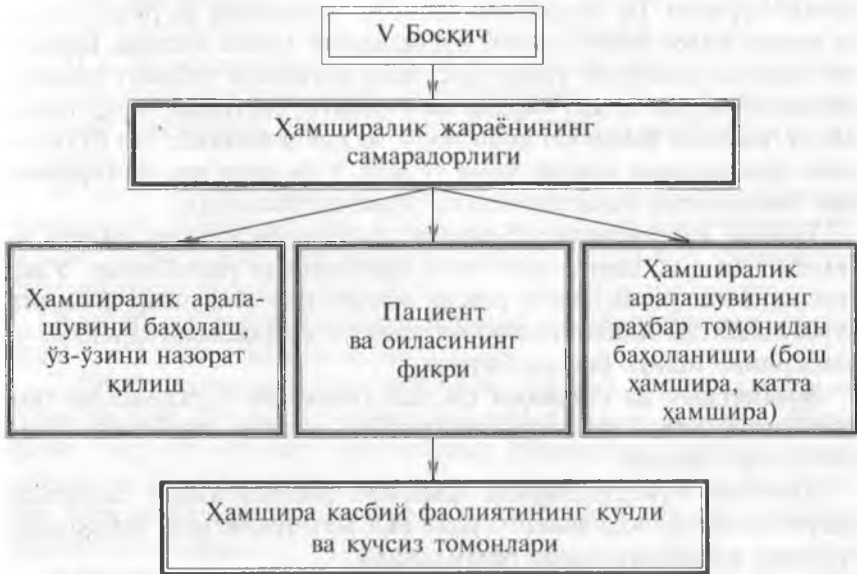 V Босқич
Ҳамширалик жараёнининг
самарадорлиги
Ҳамширалик арала-
шувини баҳолаш,
ўз-ўзини назорат
қилиш
Пациент
ва оиласининг
фикри
Ҳамширалик
аралашувининг
раҳбар томонидан
баҳоланиши (бош
ҳамшира, катта
ҳамшира)
Ҳамшира касбий фаолиятининг кучли
ва кучсиз томонлари